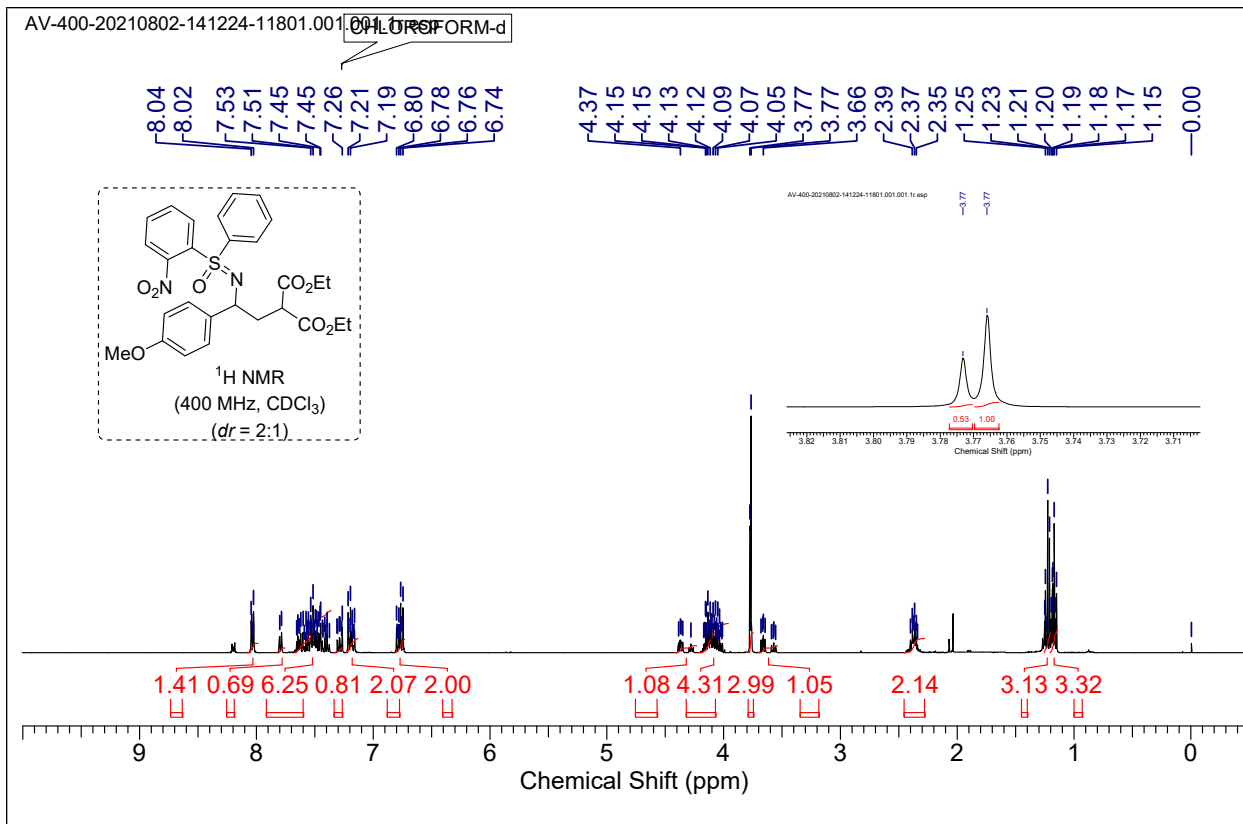 AV-400-20210802-141224-11801.001.001.1r.esp
CHLOROFORM-d
8.04 8.02 7.53 7.51 7.45 7.45 7.26 7.21 7.19 6.80 6.78 6.76 6.74 4.37 4.15 4.15 4.13 4.12 4.09 4.07 4.05 3.77 3.77 3.66 2.39 2.37 2.35 1.25 1.23 1.21 1.20 1.19 1.18 1.17 1.15 -0.00
AV-400-20210802-141224-11801.001.001.1r.esp
3.77 3.77
S
O
N
O2N
CO2Et
CO2Et
MeO
1H NMR
(400 MHz, CDCl3)
(dr = 2:1)
0.53 1.00
3.82 3.81 3.80 3.79 3.78 3.77 3.76 3.75 3.74 3.73 3.72 3.71
Chemical Shift (ppm)
1.41 0.69 6.25 0.81 2.07 2.00 1.08 4.31 2.99 1.05 2.14 3.13 3.32
9 8 7 6 5 4 3 2 1 0
Chemical Shift (ppm)